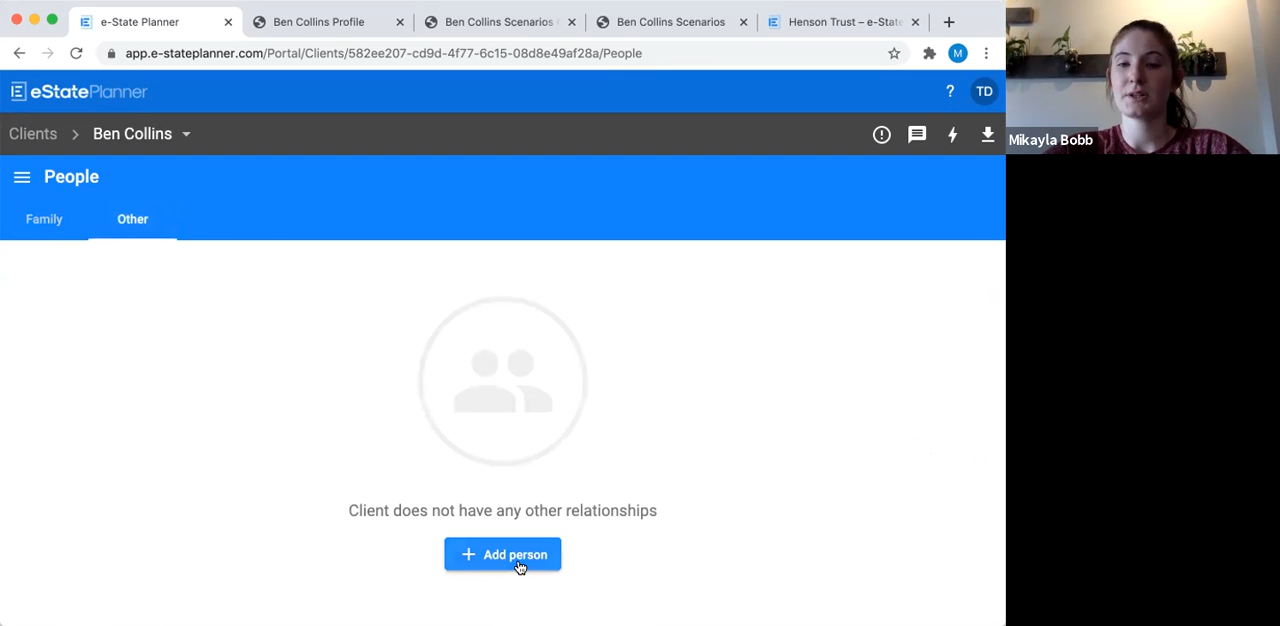 e-State Planner
Ben Collins Profile
Ben Collins Scenarios
Ben Collins Scenarios
Henson Trust – e-State
app.e-stateplanner.com/Portal/Clients/582ee207-cd9d-4f77-6c15-08d8e49af28a/People
M
eStatePlanner
?
TD
Clients > Ben Collins
Mikayla Bobb
People
Family
Other
Client does not have any other relationships
+ Add person